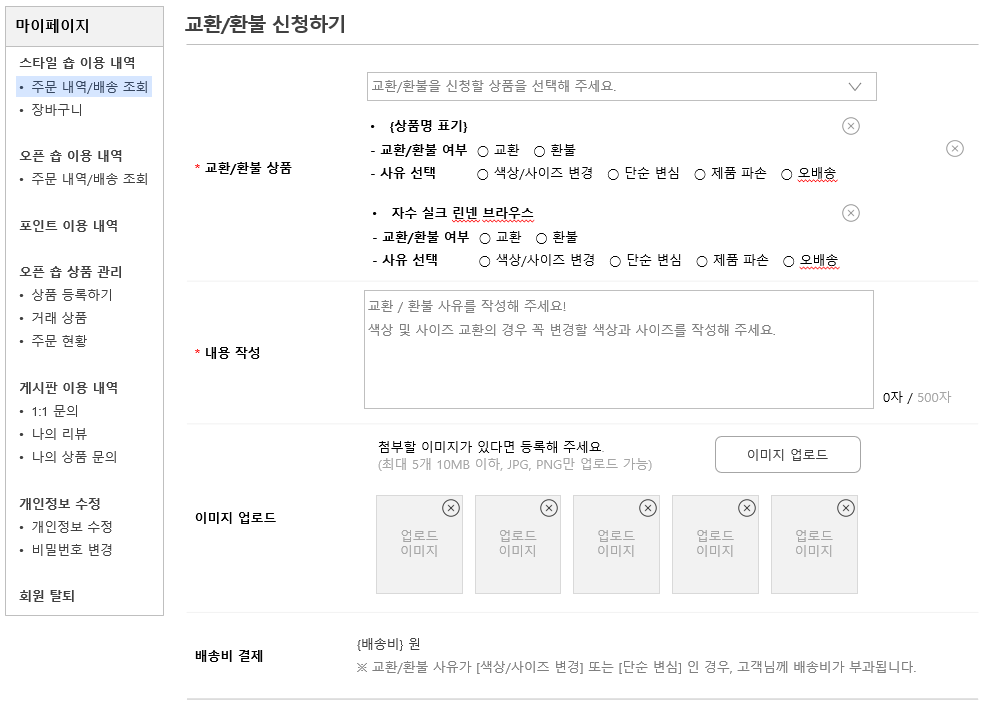 마이페이지
스타일 숍 이용 내역
• 주문 내역/배송 조회
• 장바구니
오픈 숍 이용 내역
• 주문 내역/배송 조회
포인트 이용 내역
오픈 숍 상품 관리
• 상품 등록하기
• 거래 상품
• 주문 현황
게시판 이용 내역
• 1:1 문의
• 나의 리뷰
• 나의 상품 문의
개인정보 수정
• 개인정보 수정
• 비밀번호 변경
회원 탈퇴
교환/환불 신청하기
* 교환/환불 상품
교환/환불을 신청할 상품을 선택해 주세요.
• {상품명 표기}
- 교환/환불 여부 ○ 교환 ○ 환불
- 사유 선택 ○ 색상/사이즈 변경 ○ 단순 변심 ○ 제품 파손 ○ 오배송
• 자수 실크 린넨 브라우스
- 교환/환불 여부 ○ 교환 ○ 환불
- 사유 선택 ○ 색상/사이즈 변경 ○ 단순 변심 ○ 제품 파손 ○ 오배송
* 내용 작성
교환 / 환불 사유를 작성해 주세요!
색상 및 사이즈 교환의 경우 꼭 변경할 색상과 사이즈를 작성해 주세요.
0자 / 500자
이미지 업로드
첨부할 이미지가 있다면 등록해 주세요.
(최대 5개 10MB 이하, JPG, PNG만 업로드 가능)
이미지 업로드
업로드
이미지
업로드
이미지
업로드
이미지
업로드
이미지
업로드
이미지
배송비 결제
{배송비} 원
※ 교환/환불 사유가 [색상/사이즈 변경] 또는 [단순 변심] 인 경우, 고객님께 배송비가 부과됩니다.